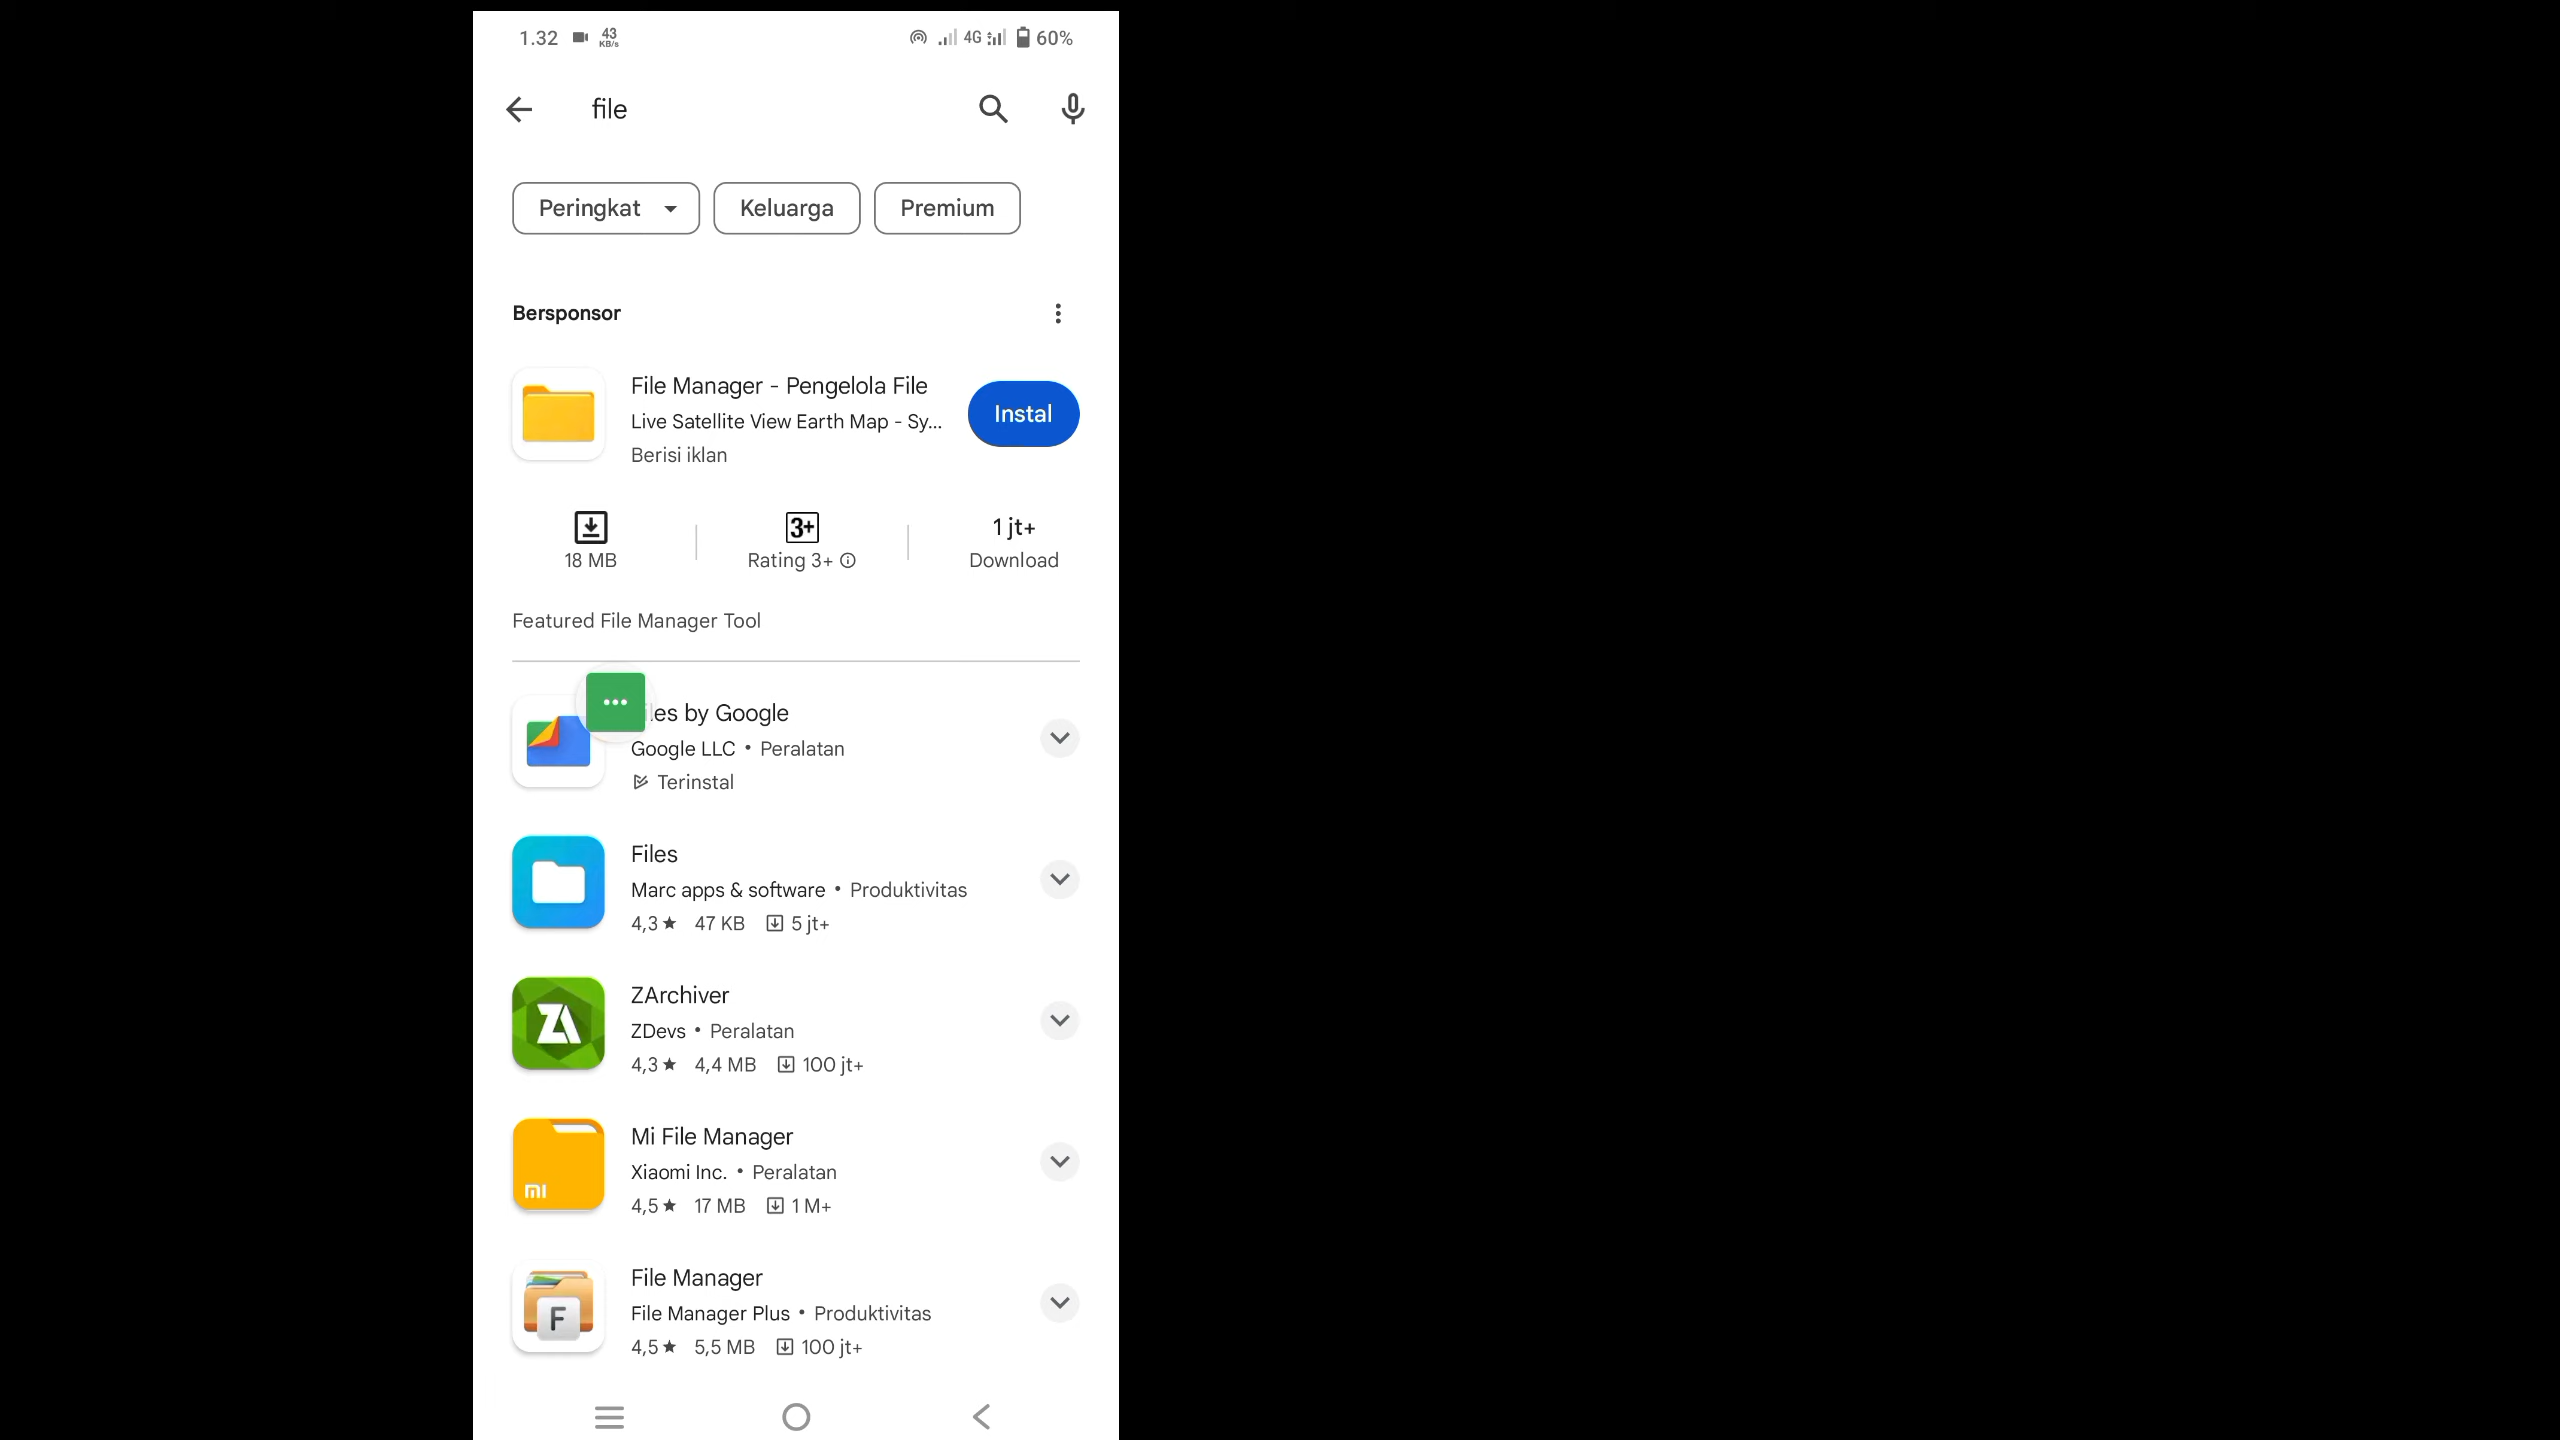 1.32 43 KB/s 4G 60%
file
Peringkat Keluarga Premium
Bersponsor
File Manager - Pengelola File
Live Satellite View Earth Map - Sy...
Berisi iklan
Instal
3+ 1 jt+
18 MB Rating 3+ Download
Featured File Manager Tool
les by Google
Google LLC • Peralatan
Terinstal
Files
Marc apps & software • Produktivitas
4,3★ 47 KB 5 jt+
ZA
ZArchiver
ZDevs • Peralatan
4,3★ 4,4 MB 100 jt+
mi
Mi File Manager
Xiaomi Inc. • Peralatan
4,5★ 17 MB 1 M+
F
File Manager
File Manager Plus • Produktivitas
4,5★ 5,5 MB 100 jt+